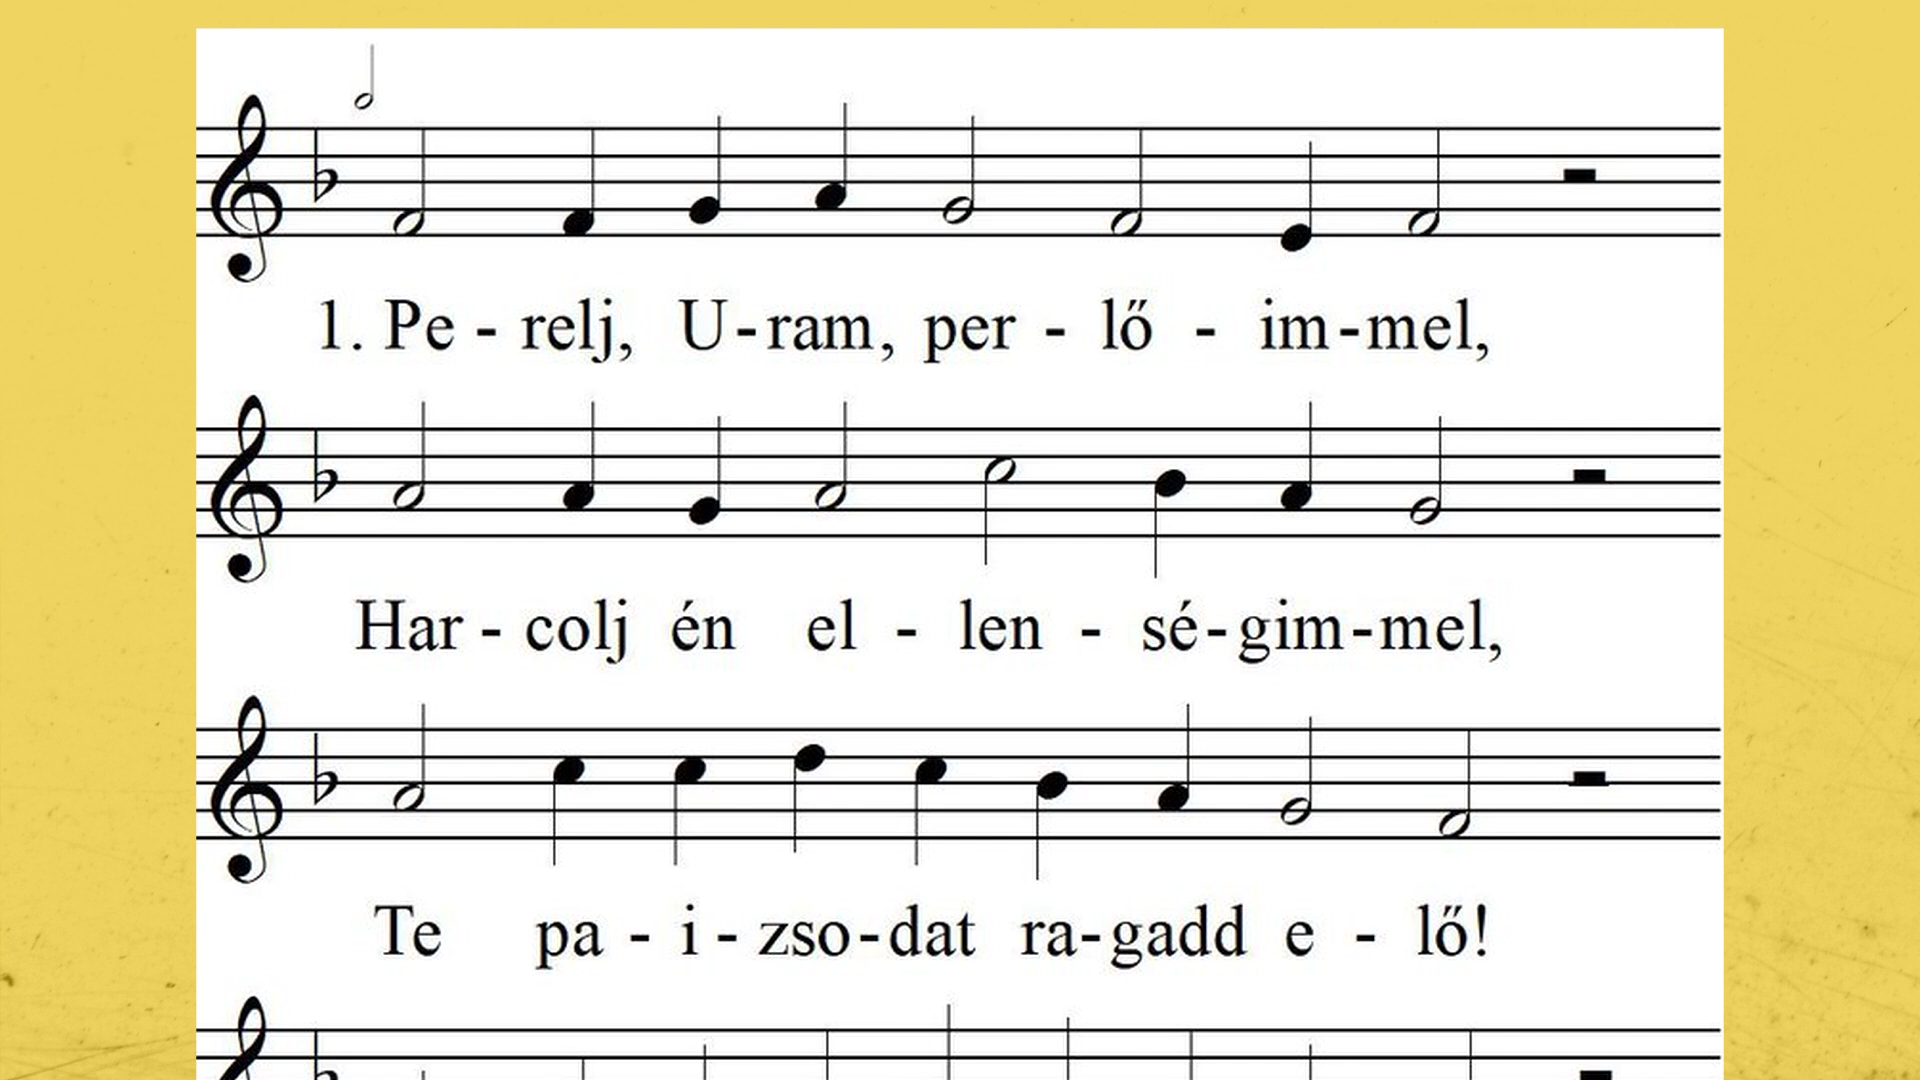 1. Pe - relj, U-ram, per - lő - im-mel,
Har - colj én el - len - sé-gim-mel,
Te pa - i - zso-dat ra-gadd e - lő!